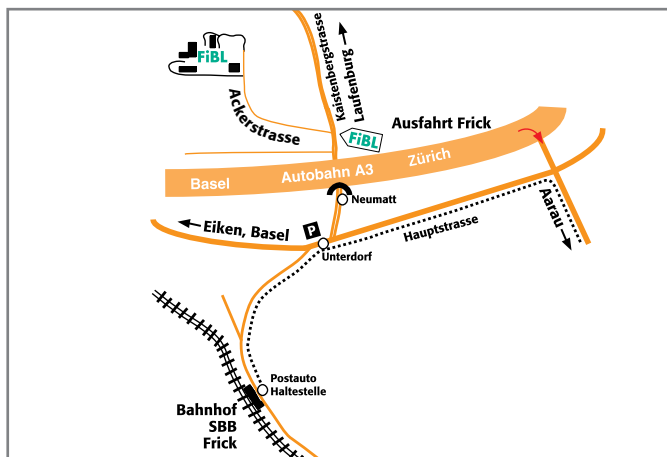 FiBL
Kaistenbergstrasse
Laufenburg
Ackerstrasse
FiBL
Ausfahrt Frick
Basel
Autobahn A3
Zürich
Neumatt
Aarau
Eiken, Basel
P
Hauptstrasse
Unterdorf
Postauto
Haltestelle
Bahnhof
SBB
Frick